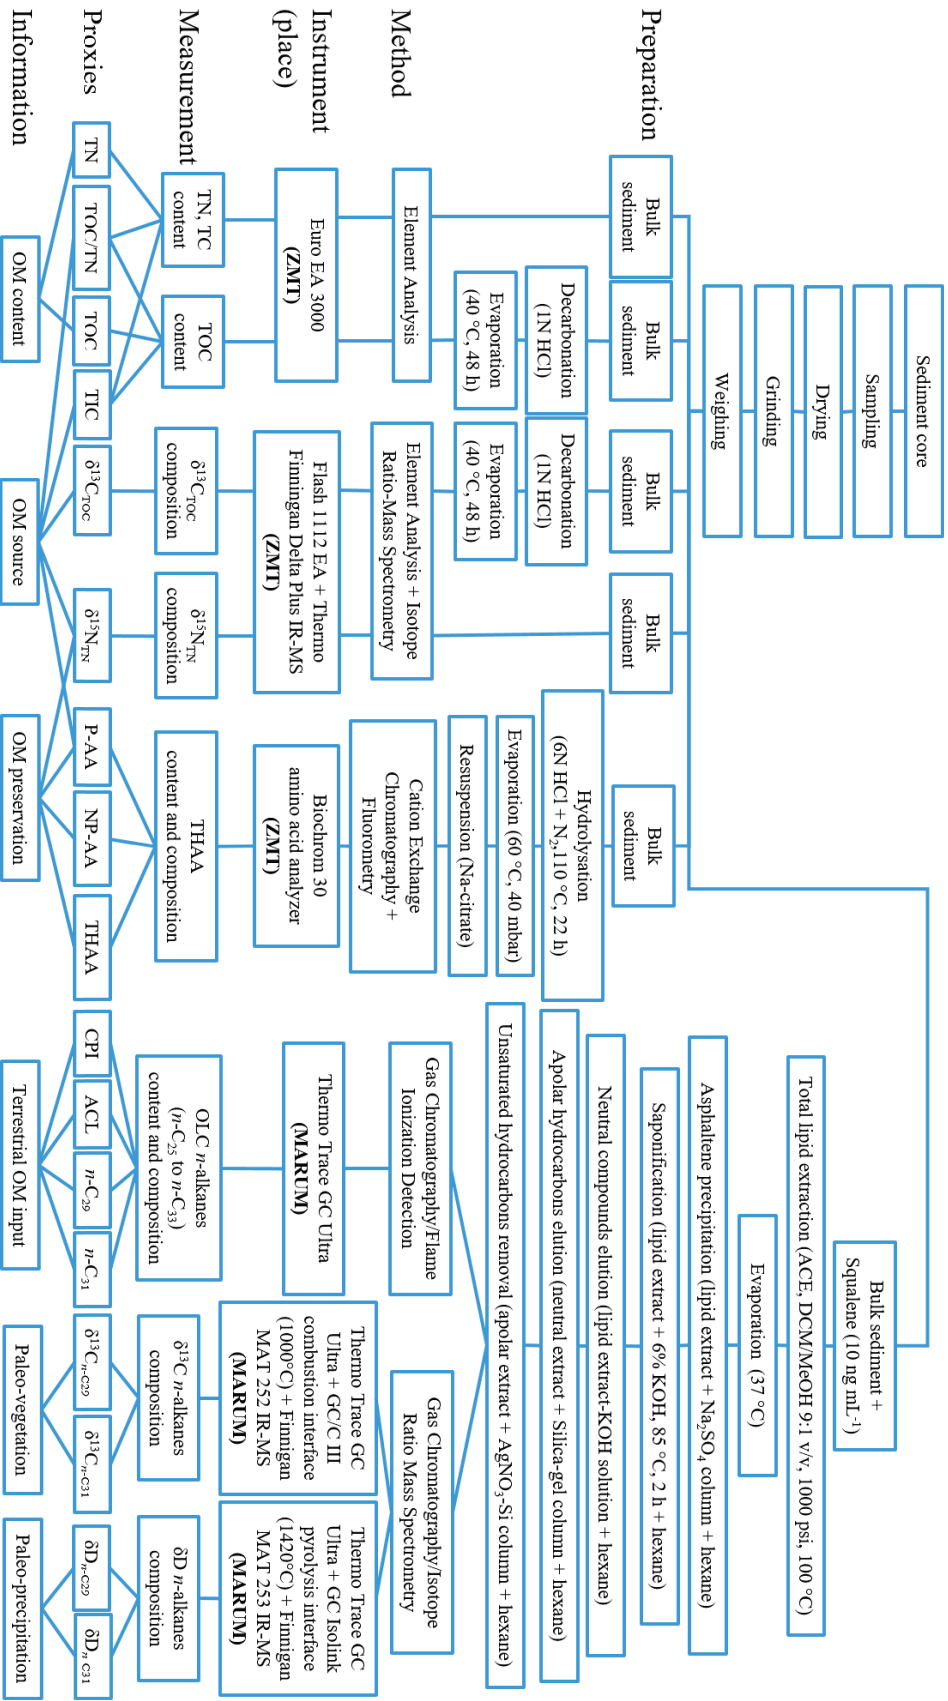 Sediment core
Sampling
Drying
Grinding
Weighing
Preparation
Bulk
sediment
Bulk
sediment
Bulk
sediment
Bulk
sediment
Bulk
sediment
Bulk sediment +
Squalene (10 ng mL⁻¹)
Decarbonation
(1N HCl)
Evaporation
(40 °C, 48 h)
Decarbonation
(1N HCl)
Evaporation
(40 °C, 48 h)
Hydrolysation
(6N HCl + N₂,110 °C, 22 h)
Evaporation (60 °C, 40 mbar)
Resuspension (Na-citrate)
Total lipid extraction (ACE, DCM/MeOH 9:1 v/v, 1000 psi, 100 °C)
Evaporation (37 °C)
Asphaltene precipitation (lipid extract + Na₂SO₄ column + hexane)
Saponification (lipid extract + 6% KOH, 85 °C, 2 h + hexane)
Neutral compounds elution (lipid extract-KOH solution + hexane)
Apolar hydrocarbons elution (neutral extract + Silica-gel column + hexane)
Unsaturated hydrocarbons removal (apolar extract + AgNO₃-Si column + hexane)
Method
Element Analysis
Element Analysis + Isotope
Ratio-Mass Spectrometry
Cation Exchange
Chromatography +
Fluorometry
Gas Chromatography/Flame
Ionization Detection
Gas Chromatography/Isotope
Ratio Mass Spectrometry
Instrument
(place)
Euro EA 3000
(ZMT)
Flash 1112 EA + Thermo
Finningan Delta Plus IR-MS
(ZMT)
Biochrom 30
amino acid analyzer
(ZMT)
Thermo Trace GC Ultra
(MARUM)
Thermo Trace GC
Ultra + GC/C III
combustion interface
(1000°C) + Finnigan
MAT 252 IR-MS
(MARUM)
Thermo Trace GC
Ultra + GC Isolink
pyrolysis interface
(1420°C) + Finnigan
MAT 253 IR-MS
(MARUM)
Measurement
TN, TC
content
TOC
content
δ¹³C_TOC
composition
δ¹⁵N_TN
composition
THAA
content and composition
OLC n-alkanes
(n-C₂₅ to n-C₃₃)
content and composition
δ¹³C n-alkanes
composition
δD n-alkanes
composition
Proxies
TN
TOC/TN
TOC
TIC
δ¹³C_TOC
δ¹⁵N_TN
P-AA
NP-AA
THAA
CPI
ACL
n-C₂₉
n-C₃₁
δ¹³C_n-C29
δ¹³C_n-C31
δD_n-C29
δD_n C31
Information
OM content
OM source
OM preservation
Terrestrial OM input
Paleo-vegetation
Paleo-precipitation